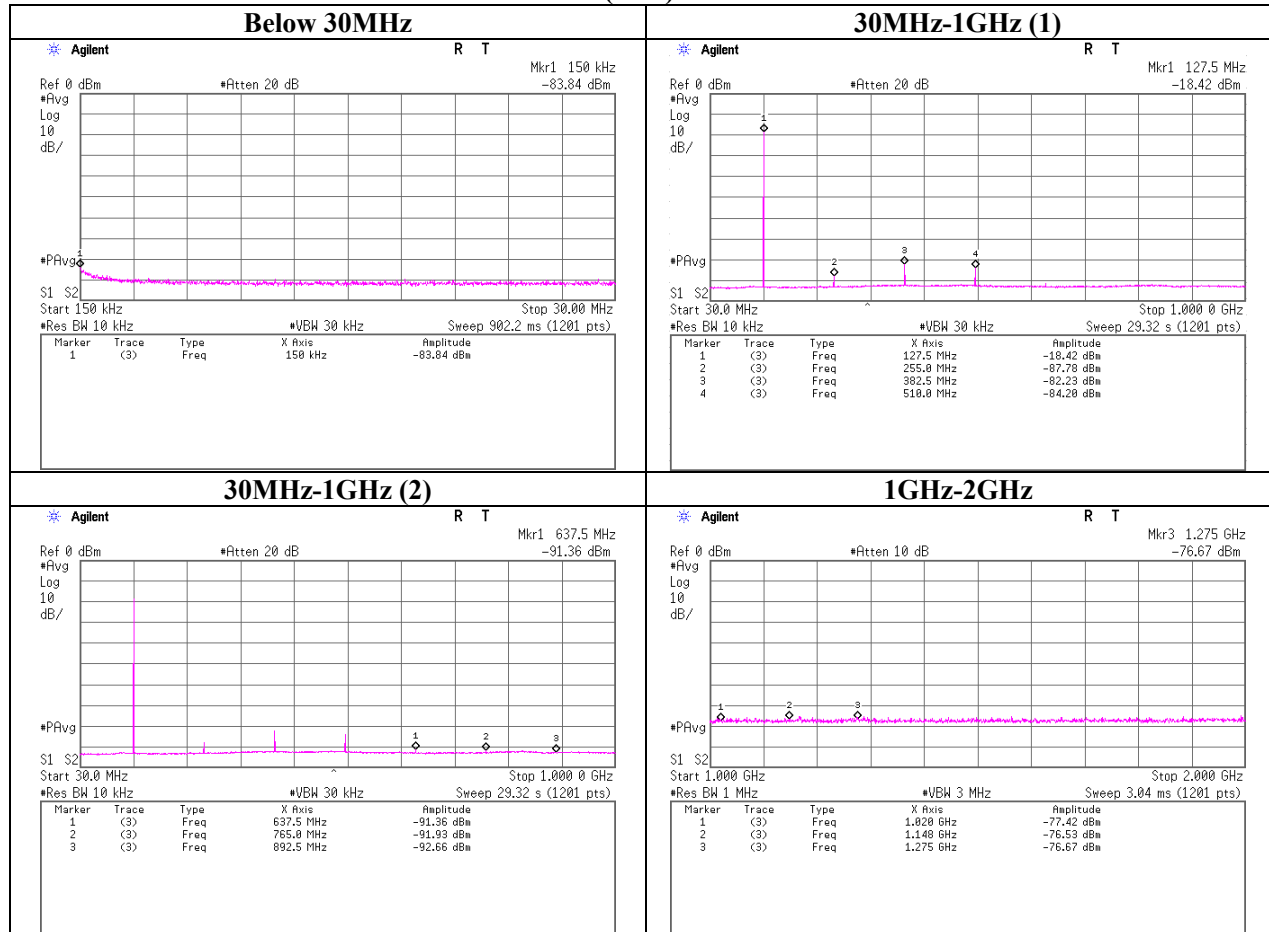 Below 30MHz
Agilent R T
Mkr1 150 kHz
Ref 0 dBm #Atten 20 dB -83.84 dBm
#Avg
Log
10
dB/
1
#PAvg
S1 S2
Start 150 kHz Stop 30.00 MHz
#Res BW 10 kHz #VBW 30 kHz Sweep 902.2 ms (1201 pts)
Marker Trace Type X Axis Amplitude
1 (3) Freq 150 kHz -83.84 dBm
30MHz-1GHz (1)
Agilent R T
Mkr1 127.5 MHz
Ref 0 dBm #Atten 20 dB -18.42 dBm
#Avg
Log
10
dB/
1
2 3 4
#PAvg
S1 S2
Start 30.0 MHz Stop 1.000 0 GHz
#Res BW 10 kHz #VBW 30 kHz Sweep 29.32 s (1201 pts)
Marker Trace Type X Axis Amplitude
1 (3) Freq 127.5 MHz -18.42 dBm
2 (3) Freq 255.0 MHz -87.78 dBm
3 (3) Freq 382.5 MHz -82.23 dBm
4 (3) Freq 510.0 MHz -84.20 dBm
30MHz-1GHz (2)
Agilent R T
Mkr1 637.5 MHz
Ref 0 dBm #Atten 20 dB -91.36 dBm
#Avg
Log
10
dB/
#PAvg
1 2 3
S1 S2
Start 30.0 MHz Stop 1.000 0 GHz
#Res BW 10 kHz #VBW 30 kHz Sweep 29.32 s (1201 pts)
Marker Trace Type X Axis Amplitude
1 (3) Freq 637.5 MHz -91.36 dBm
2 (3) Freq 765.0 MHz -91.93 dBm
3 (3) Freq 892.5 MHz -92.66 dBm
1GHz-2GHz
Agilent R T
Mkr3 1.275 GHz
Ref 0 dBm #Atten 10 dB -76.67 dBm
#Avg
Log
10
dB/
1 2 3
#PAvg
S1 S2
Start 1.000 GHz Stop 2.000 GHz
#Res BW 1 MHz #VBW 3 MHz Sweep 3.04 ms (1201 pts)
Marker Trace Type X Axis Amplitude
1 (3) Freq 1.020 GHz -77.42 dBm
2 (3) Freq 1.148 GHz -76.53 dBm
3 (3) Freq 1.275 GHz -76.67 dBm